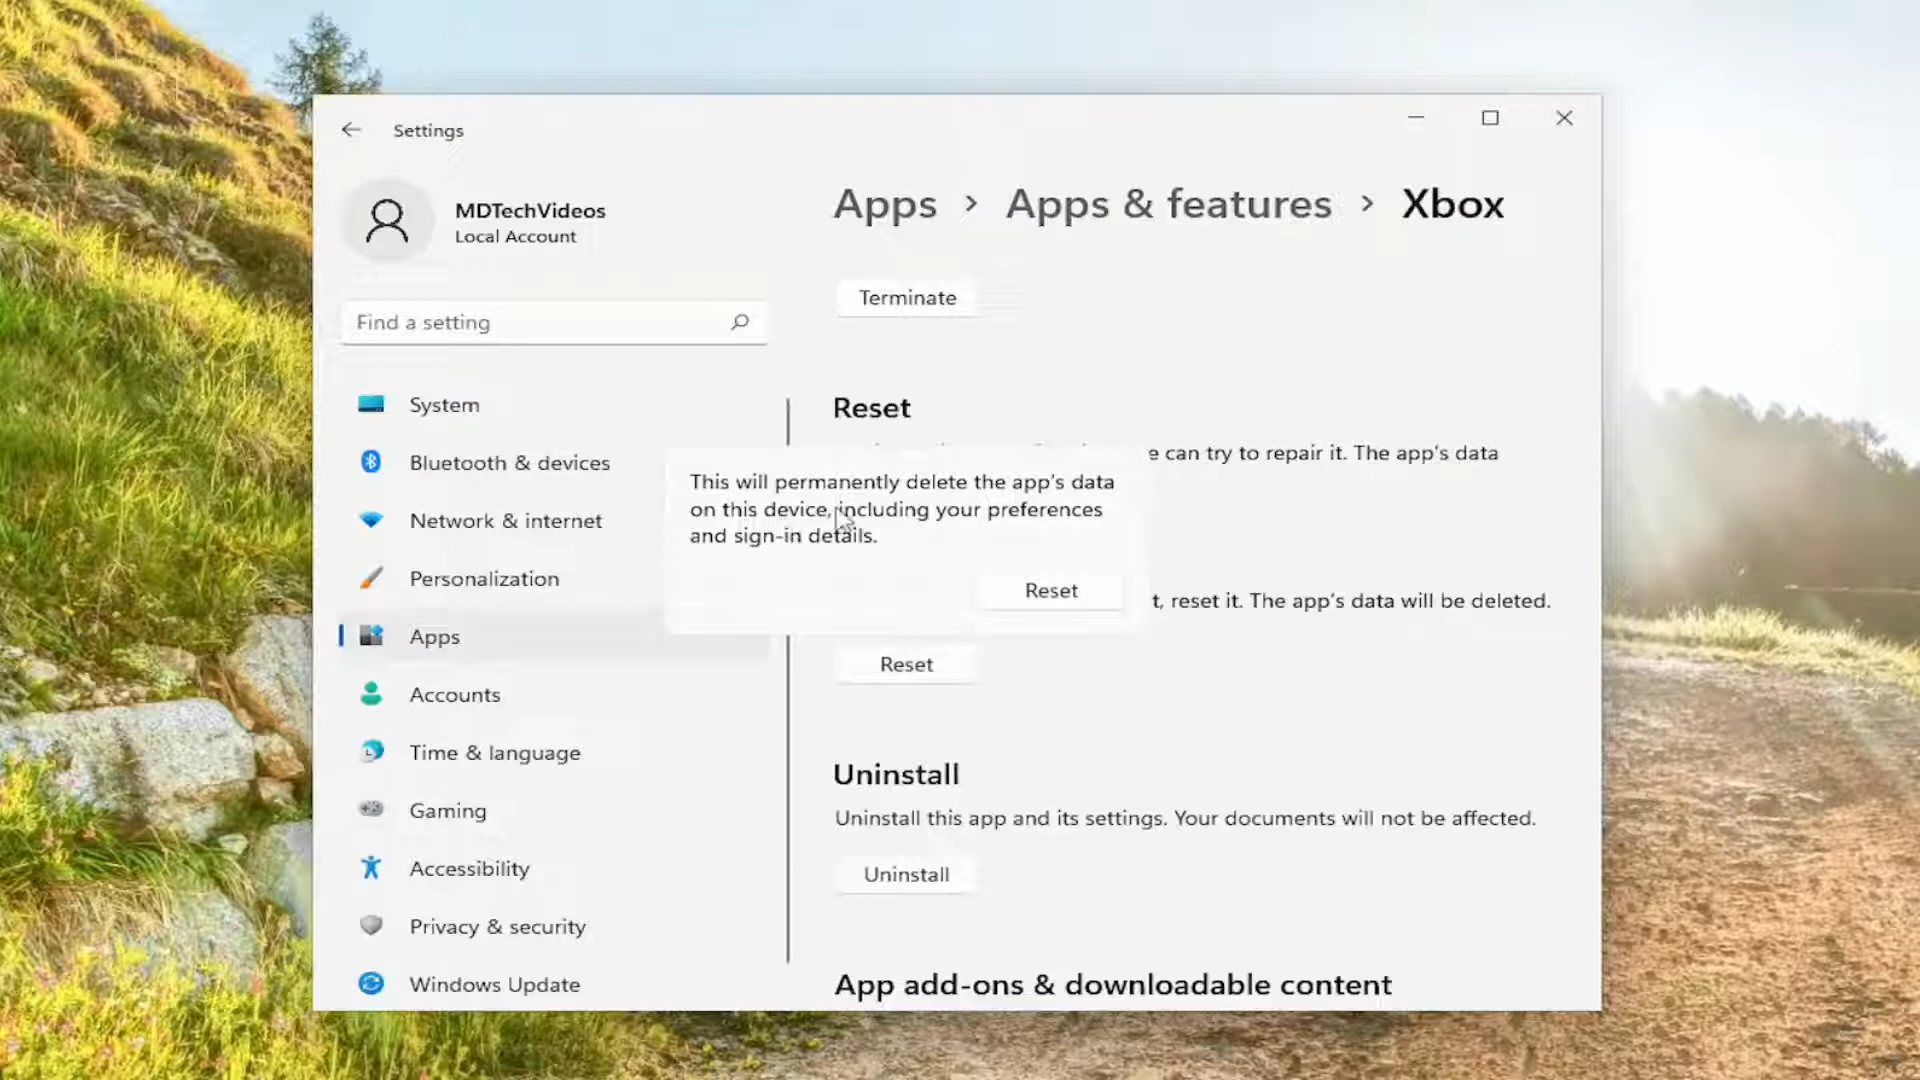 Settings
MDTechVideos
Local Account
Find a setting
System
Bluetooth & devices
Network & internet
Personalization
Apps
Accounts
Time & language
Gaming
Accessibility
Privacy & security
Windows Update
Apps > Apps & features > Xbox
Terminate
Reset
e can try to repair it. The app's data
This will permanently delete the app's data
on this device, including your preferences
and sign-in details.
Reset
t, reset it. The app's data will be deleted.
Reset
Uninstall
Uninstall this app and its settings. Your documents will not be affected.
Uninstall
App add-ons & downloadable content